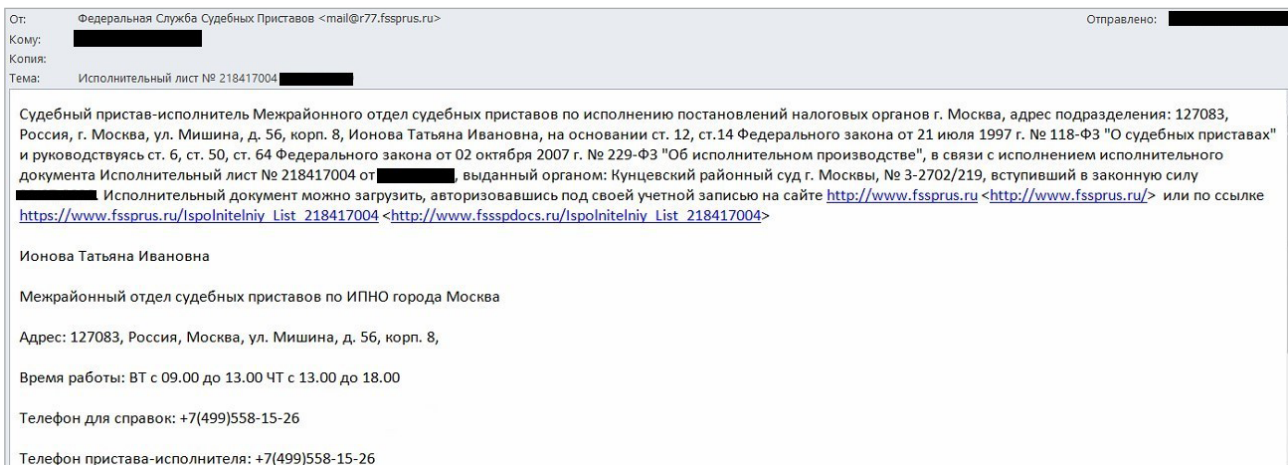 От: Федеральная Служба Судебных Приставов <mail@r77.fssprus.ru> Отправлено:
Кому:
Копия:
Тема: Исполнительный лист № 218417004
Судебный пристав-исполнитель Межрайонного отдел судебных приставов по исполнению постановлений налоговых органов г. Москва, адрес подразделения: 127083,
Россия, г. Москва, ул. Мишина, д. 56, корп. 8, Ионова Татьяна Ивановна, на основании ст. 12, ст.14 Федерального закона от 21 июля 1997 г. № 118-ФЗ "О судебных приставах"
и руководствуясь ст. 6, ст. 50, ст. 64 Федерального закона от 02 октября 2007 г. № 229-ФЗ "Об исполнительном производстве", в связи с исполнением исполнительного
документа Исполнительный лист № 218417004 от , выданный органом: Кунцевский районный суд г. Москвы, № 3-2702/219, вступивший в законную силу
. Исполнительный документ можно загрузить, авторизовавшись под своей учетной записью на сайте http://www.fssprus.ru <http://www.fssprus.ru/> или по ссылке
https://www.fssprus.ru/Ispolnitelniy_List_218417004 <http://www.fssspdocs.ru/Ispolnitelniy_List_218417004>
Ионова Татьяна Ивановна
Межрайонный отдел судебных приставов по ИПНО города Москва
Адрес: 127083, Россия, Москва, ул. Мишина, д. 56, корп. 8,
Время работы: ВТ с 09.00 до 13.00 ЧТ с 13.00 до 18.00
Телефон для справок: +7(499)558-15-26
Телефон пристава-исполнителя: +7(499)558-15-26